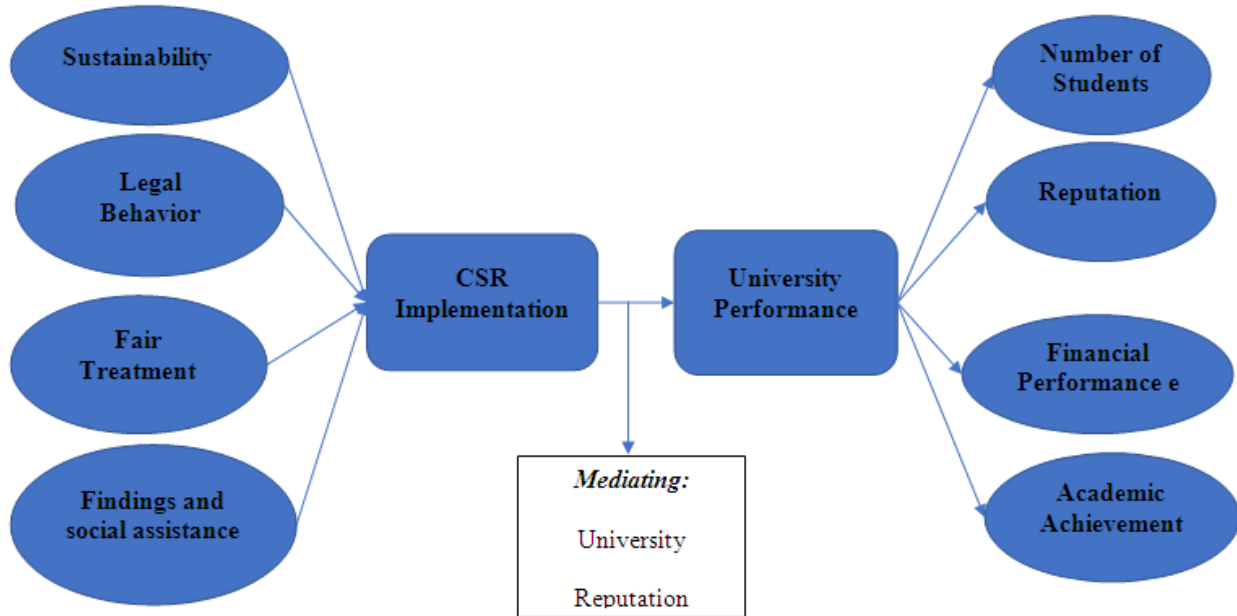 Sustainability
Legal
Behavior
Fair
Treatment
Findings and
social assistance
CSR
Implementation
Mediating:
University
Reputation
University
Performance
Number of
Students
Reputation
Financial
Performance e
Academic
Achievement